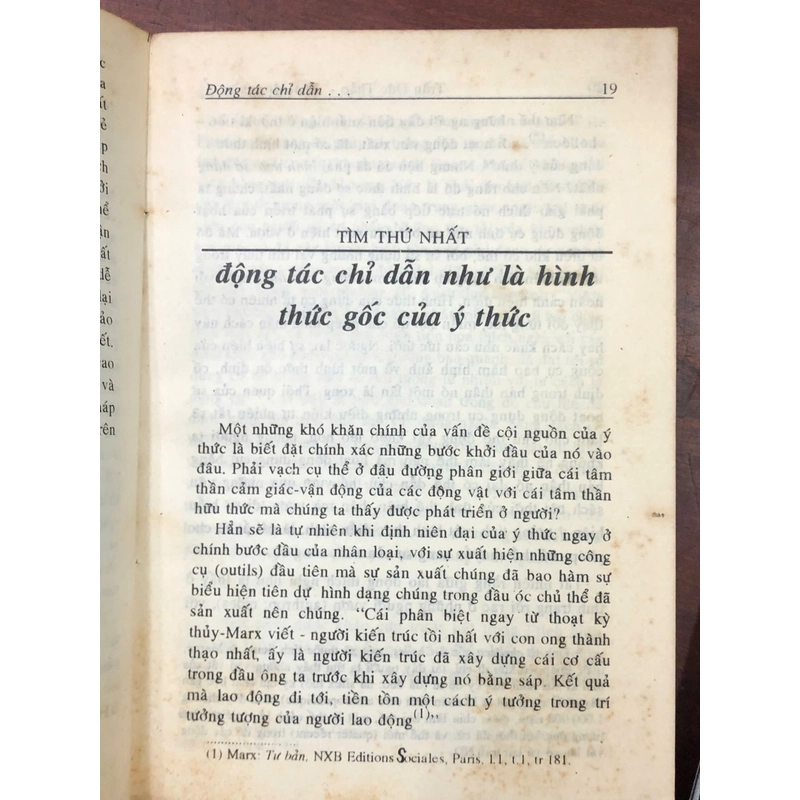 Động tác chỉ dẫn . . . 19
TÌM THỨ NHẤT
động tác chỉ dẫn như là hình
thức gốc của ý thức
Một những khó khăn chính của vấn đề cội nguồn của ý
thức là biết đặt chính xác những bước khởi đầu của nó vào
đâu. Phải vạch cụ thể ở đậu đường phân giới giữa cái tâm
thần cảm giác-vận động của các động vật với cái tâm thần
hữu thức mà chúng ta thấy được phát triển ở người?
Hẳn sẽ là tự nhiên khi định niên đại của ý thức ngay ở
chính bước đầu của nhân loại, với sự xuất hiện những công
cụ (outils) đầu tiên mà sự sản xuất chúng đã bao hàm sự
biểu hiện tiên dự hình dạng chúng trong đầu óc chủ thể đã
sản xuất nên chúng. “Cái phân biệt ngay từ thoạt kỳ
thủy-Marx viết - người kiến trúc tồi nhất với con ong thành
thạo nhất, ấy là người kiến trúc đã xây dựng cái cơ cấu
trong đầu ông ta trước khi xây dựng nó bằng sáp. Kết quả
mà lao động đi tới, tiền tồn một cách ý tưởng trong trí
tưởng tượng của người lao động(1)”
(1) Marx: Tư bản. NXB Editions Sociales, Paris, l.1, t.1, tr 181.
ết.
ao
và
háp
rên